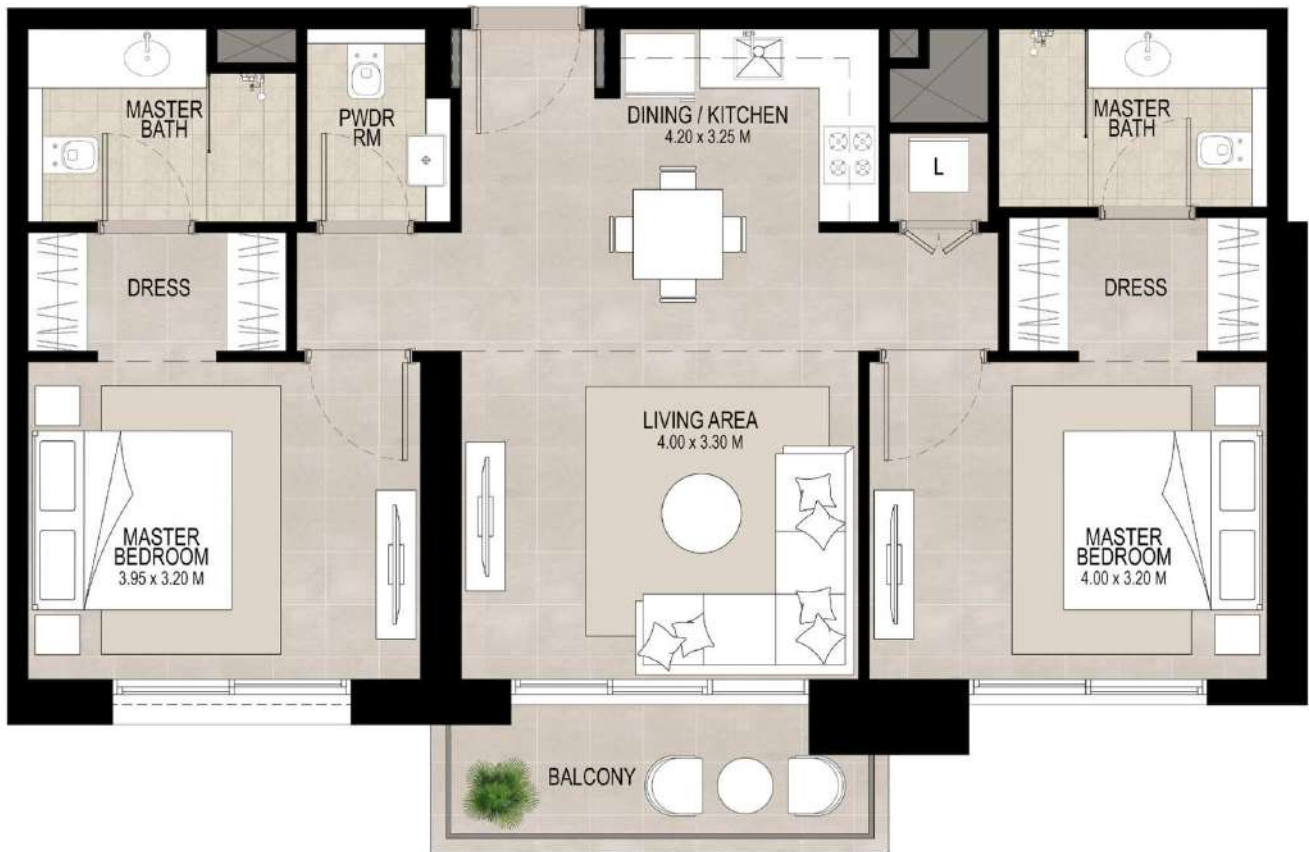 MASTER
BATH
PWDR
RM
DINING / KITCHEN
4.20 x 3.25 M
MASTER
BATH
L
DRESS
DRESS
LIVING AREA
4.00 x 3.30 M
MASTER
BEDROOM
3.95 x 3.20 M
MASTER
BEDROOM
4.00 x 3.20 M
BALCONY